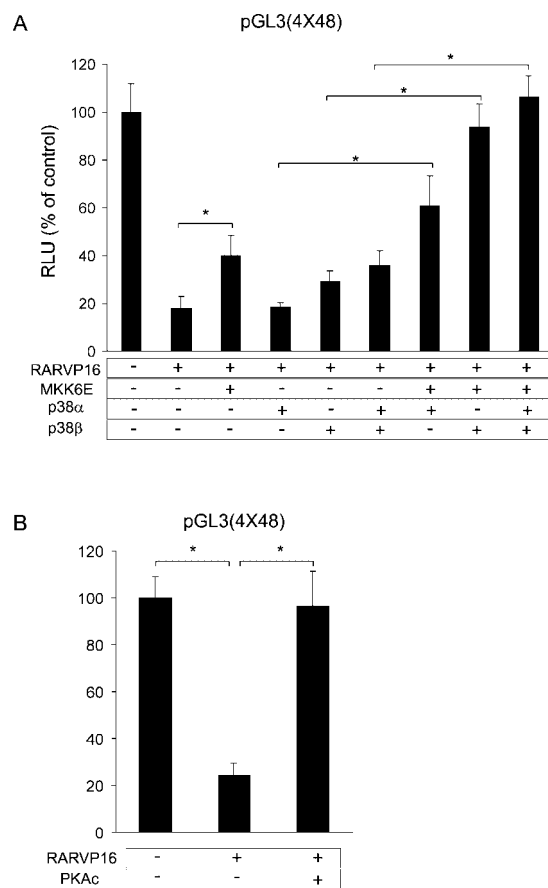 A
pGL3(4X48)
RLU (% of control)
120
100
80
60
40
20
0
* * * *
RARVP16 - + + + + + + + +
MKK6E - - + - - - + + +
p38α - - - + - + + - +
p38β - - - - + + - + +
B
pGL3(4X48)
120
100
80
60
40
20
0
* *
RARVP16 - + +
PKAc - - +